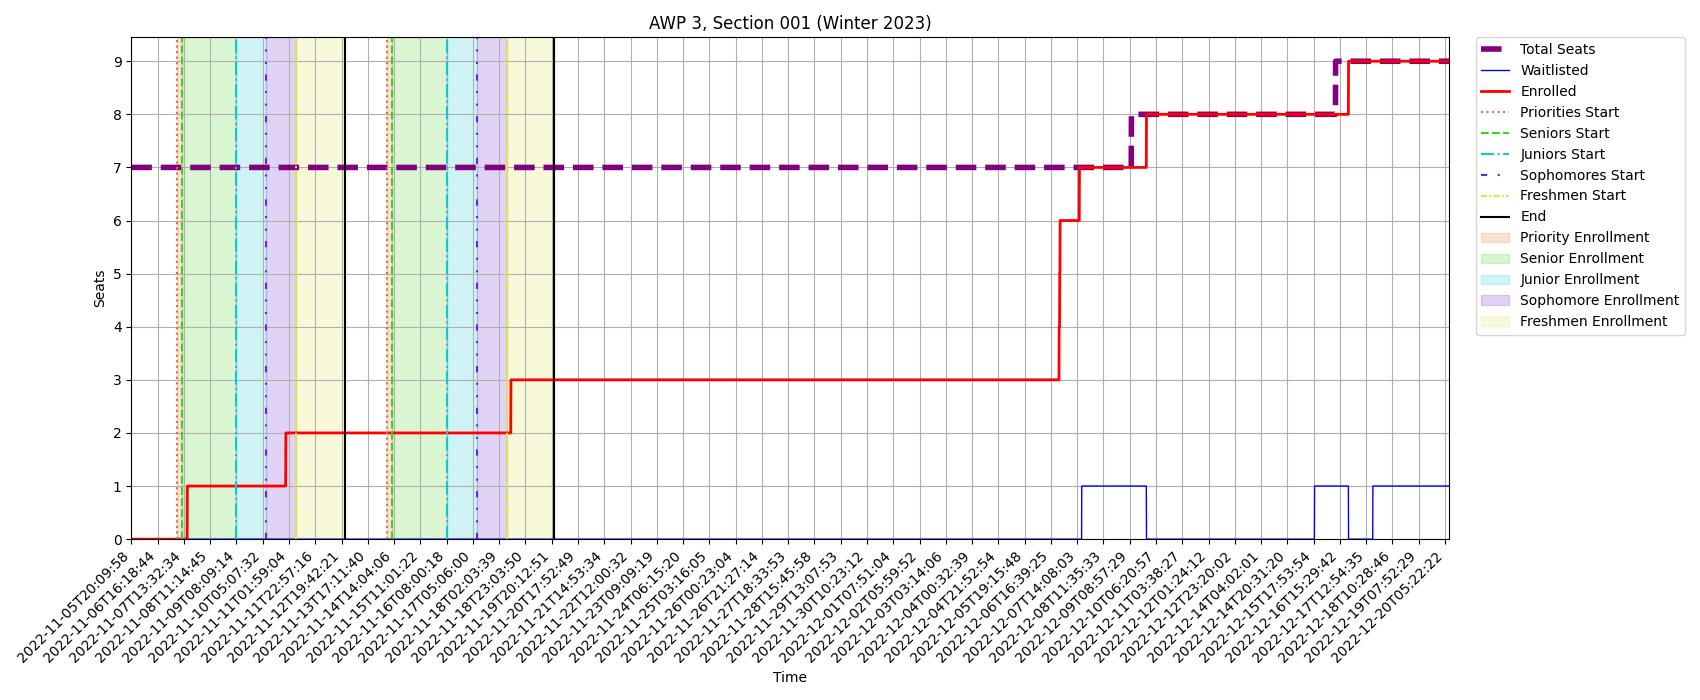 AWP 3, Section 001 (Winter 2023)
Seats
9
8
7
6
5
4
3
2
1
0
2022-11-05T20:09:58
2022-11-06T16:18:44
2022-11-07T13:32:34
2022-11-08T11:14:45
2022-11-09T08:09:14
2022-11-10T05:07:32
2022-11-11T01:59:04
2022-11-11T22:57:16
2022-11-12T19:42:21
2022-11-13T17:11:40
2022-11-14T14:04:06
2022-11-15T11:01:22
2022-11-16T08:00:18
2022-11-17T05:06:00
2022-11-18T02:03:39
2022-11-18T23:03:50
2022-11-19T20:12:51
2022-11-20T17:52:49
2022-11-21T14:53:34
2022-11-22T12:00:32
2022-11-23T09:09:19
2022-11-24T06:15:20
2022-11-25T03:16:05
2022-11-26T00:23:04
2022-11-26T21:27:14
2022-11-27T18:33:53
2022-11-28T15:45:58
2022-11-29T13:07:53
2022-11-30T10:23:12
2022-12-01T07:51:04
2022-12-02T05:59:52
2022-12-03T03:14:06
2022-12-04T00:32:39
2022-12-04T21:52:54
2022-12-05T19:15:48
2022-12-06T16:39:25
2022-12-07T14:08:03
2022-12-08T11:35:33
2022-12-09T08:57:29
2022-12-10T06:20:57
2022-12-11T03:38:27
2022-12-12T01:24:12
2022-12-12T23:20:02
2022-12-14T04:02:01
2022-12-14T20:31:20
2022-12-15T17:53:54
2022-12-16T15:29:42
2022-12-17T12:54:35
2022-12-18T10:28:46
2022-12-19T07:52:29
2022-12-20T05:22:22
Time
Total Seats
Waitlisted
Enrolled
Priorities Start
Seniors Start
Juniors Start
Sophomores Start
Freshmen Start
End
Priority Enrollment
Senior Enrollment
Junior Enrollment
Sophomore Enrollment
Freshmen Enrollment